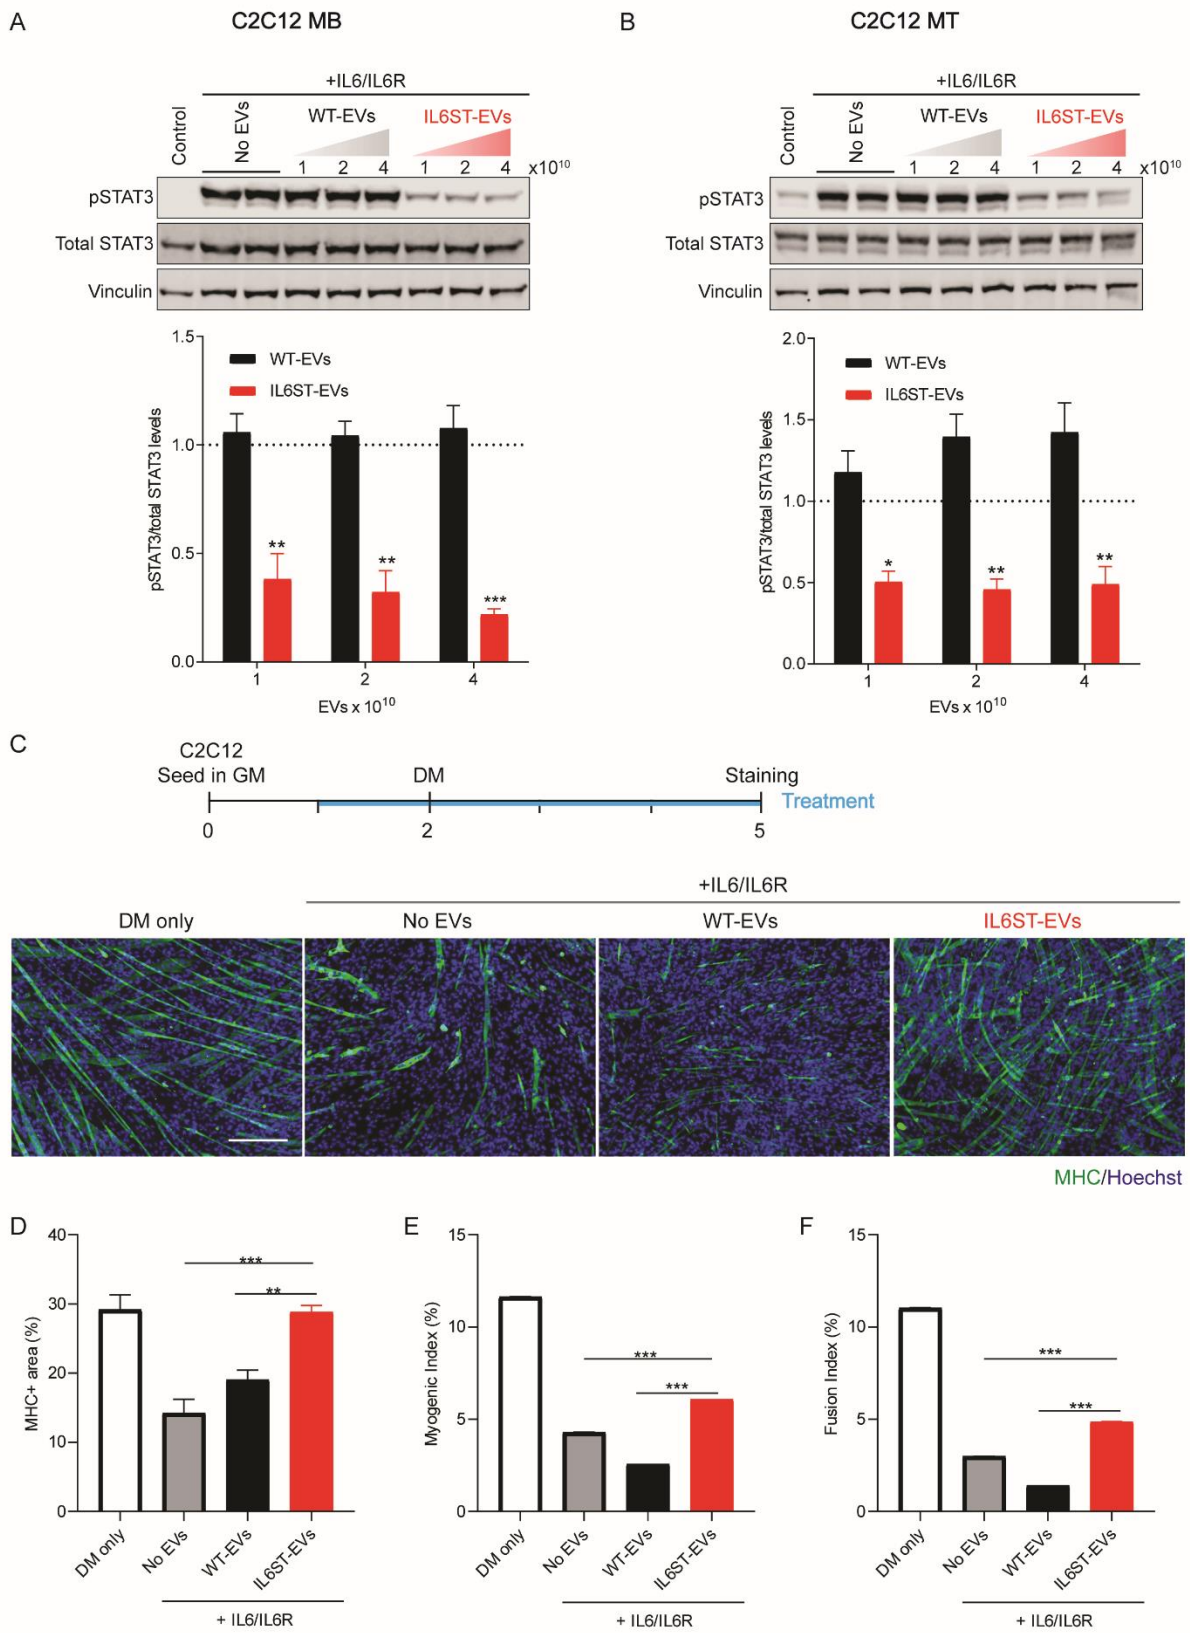 A
C2C12 MB
+IL6/IL6R
Control
No EVs
WT-EVs
IL6ST-EVs
1 2 4 1 2 4 x10¹⁰
pSTAT3
Total STAT3
Vinculin
1.5
1.0
0.5
0.0
pSTAT3/total STAT3 levels
WT-EVs
IL6ST-EVs
** ** ***
1 2 4
EVs x 10¹⁰
B
C2C12 MT
+IL6/IL6R
Control
No EVs
WT-EVs
IL6ST-EVs
1 2 4 1 2 4 x10¹⁰
pSTAT3
Total STAT3
Vinculin
2.0
1.5
1.0
0.5
0.0
pSTAT3/total STAT3 levels
WT-EVs
IL6ST-EVs
* ** **
1 2 4
EVs x 10¹⁰
C
C2C12
Seed in GM DM Staining
Treatment
0 2 5
+IL6/IL6R
DM only No EVs WT-EVs IL6ST-EVs
MHC/Hoechst
D
40
30
20
10
0
MHC+ area (%)
***
**
DM only
No EVs
WT-EVs
IL6ST-EVs
+ IL6/IL6R
E
15
10
5
0
Myogenic Index (%)
***
***
DM only
No EVs
WT-EVs
IL6ST-EVs
+ IL6/IL6R
F
15
10
5
0
Fusion Index (%)
***
***
DM only
No EVs
WT-EVs
IL6ST-EVs
+ IL6/IL6R